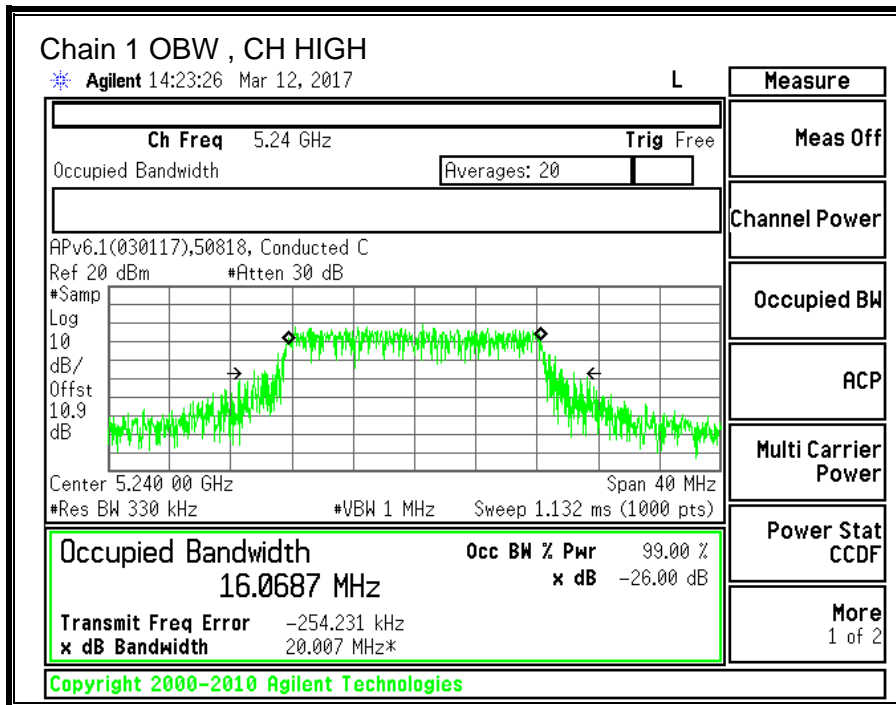 Chain 1 OBW , CH HIGH
Agilent 14:23:26 Mar 12, 2017 L
Ch Freq 5.24 GHz Trig Free
Occupied Bandwidth Averages: 20
APv6.1(030117),50818, Conducted C
Ref 20 dBm #Atten 30 dB
#Samp
Log
10
dB/
Offst
10.9
dB
Center 5.240 00 GHz Span 40 MHz
#Res BW 330 kHz #VBW 1 MHz Sweep 1.132 ms (1000 pts)
Occupied Bandwidth Occ BW % Pwr 99.00 %
16.0687 MHz x dB -26.00 dB
Transmit Freq Error -254.231 kHz
x dB Bandwidth 20.007 MHz*
Copyright 2000-2010 Agilent Technologies
Measure
Meas Off
Channel Power
Occupied BW
ACP
Multi Carrier
Power
Power Stat
CCDF
More
1 of 2